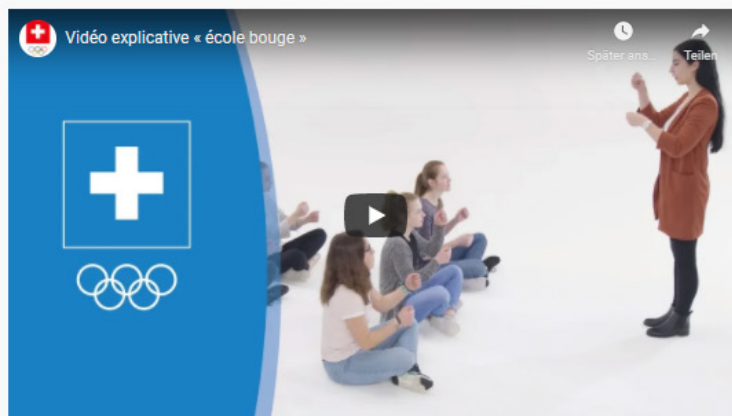 Vidéo explicative « école bouge »
Später ans...
Teilen